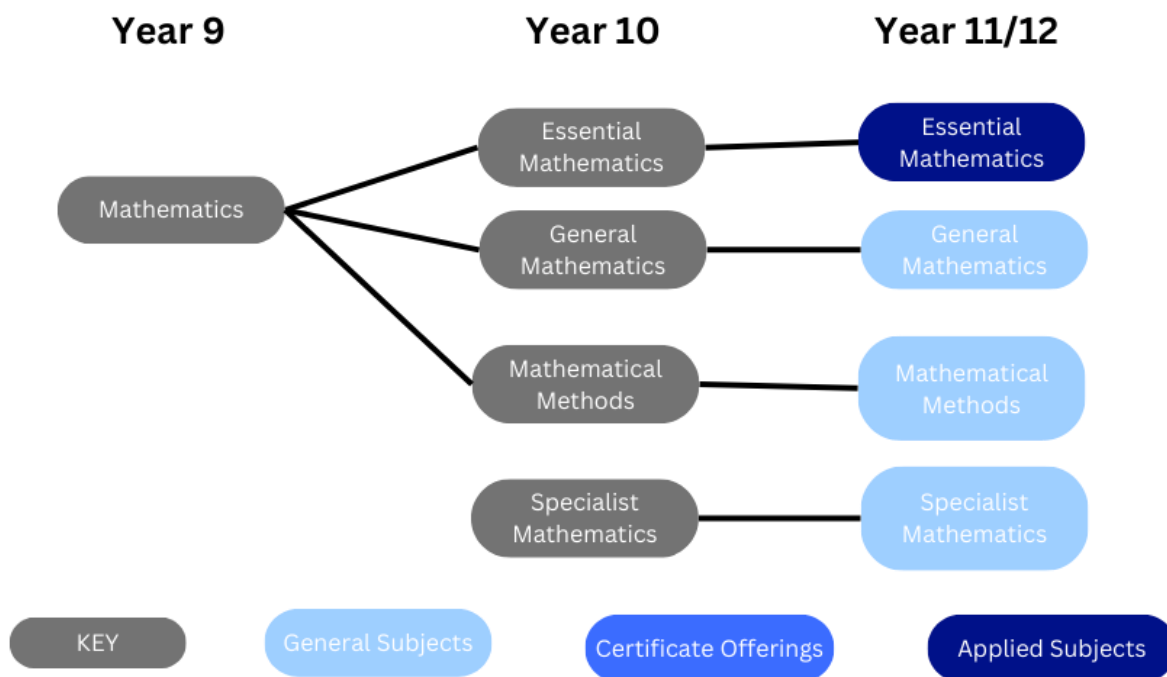 Year 9
Year 10
Year 11/12
Mathematics
Essential
Mathematics
Essential
Mathematics
General
Mathematics
General
Mathematics
Mathematical
Methods
Mathematical
Methods
Specialist
Mathematics
Specialist
Mathematics
KEY
General Subjects
Certificate Offerings
Applied Subjects